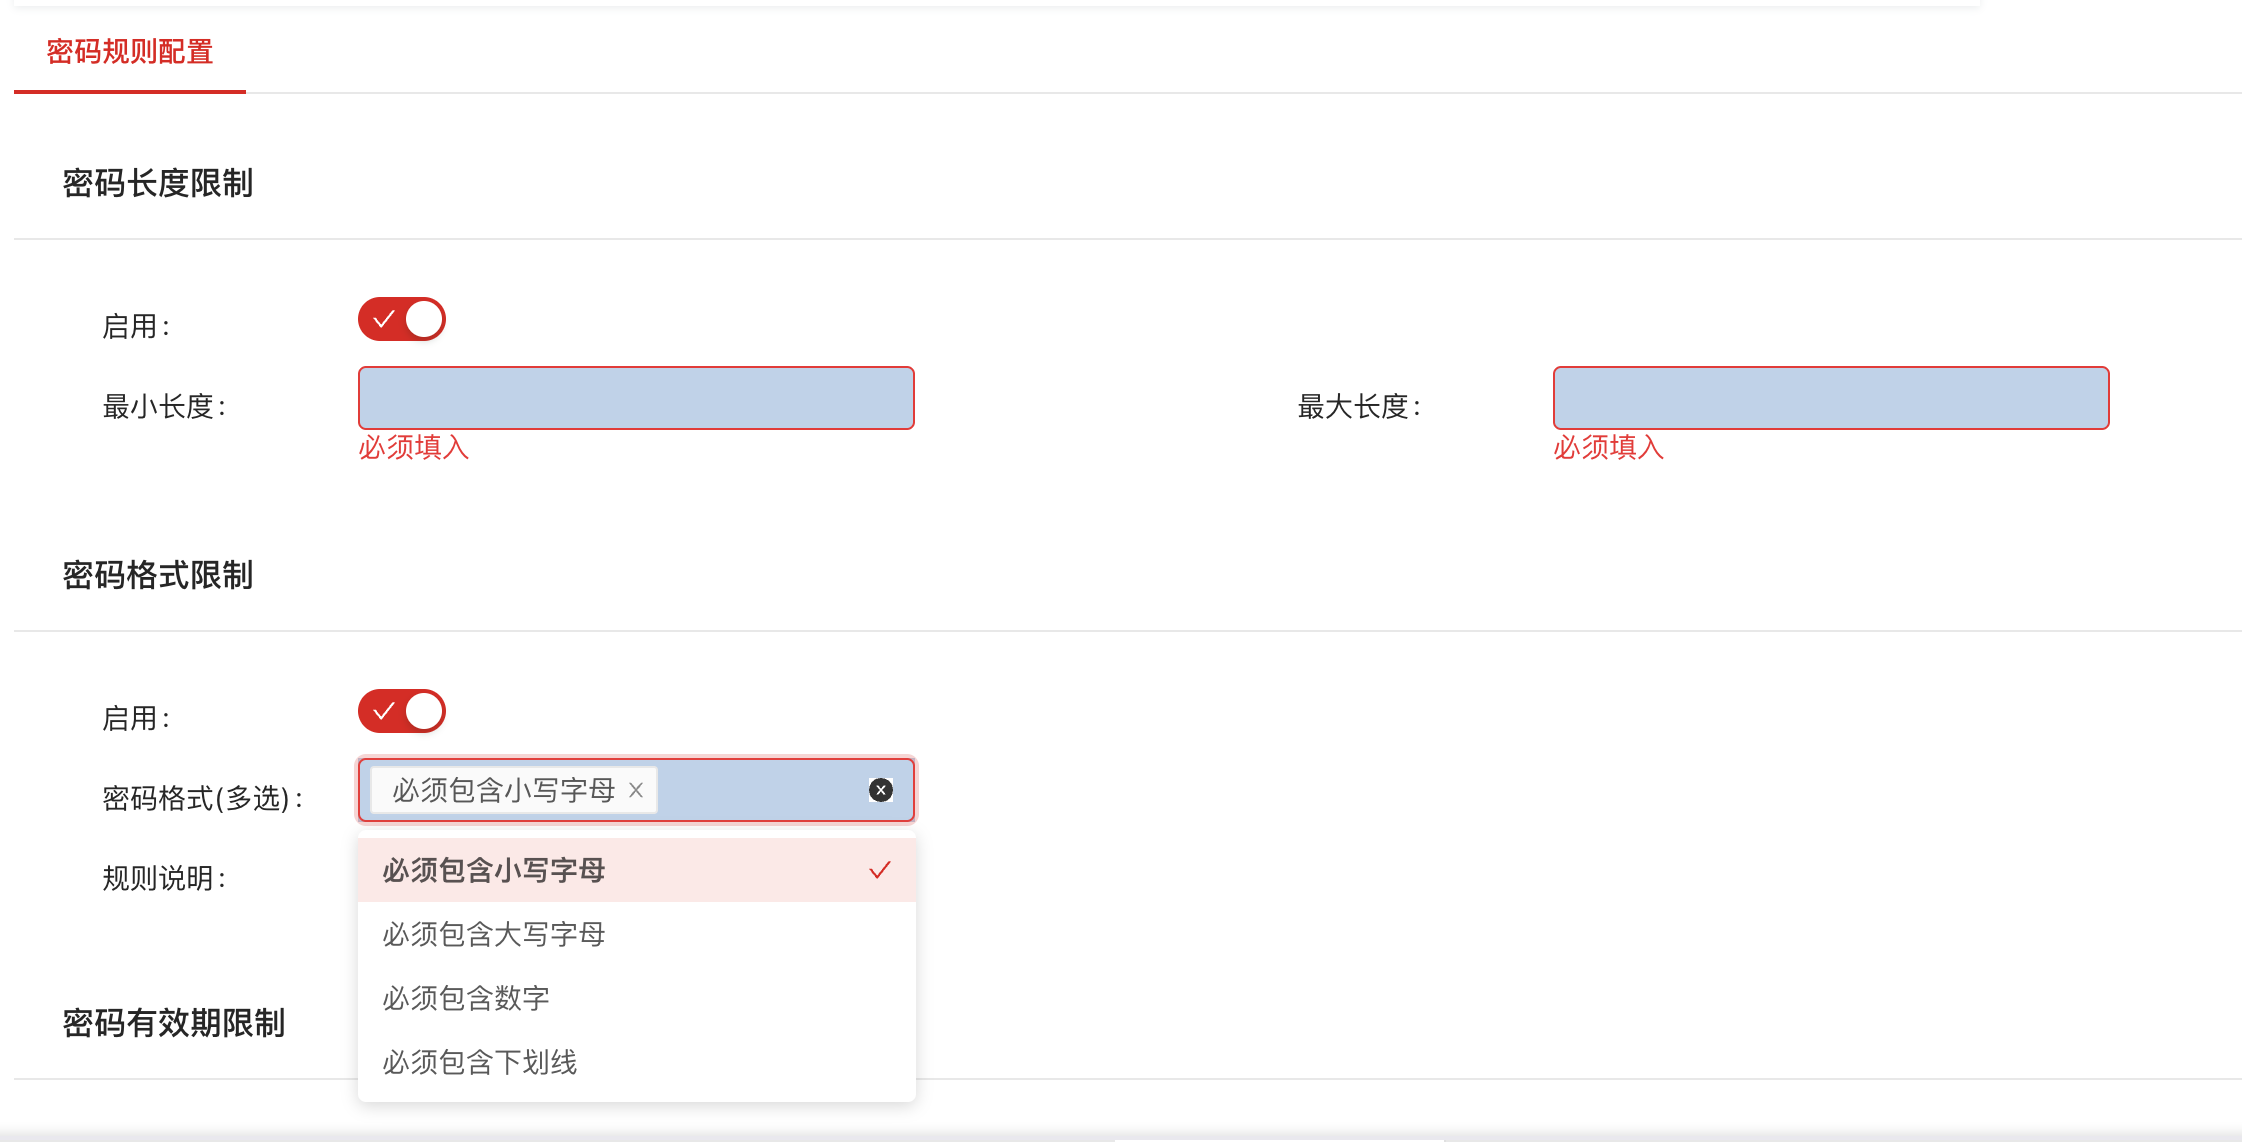 密码规则配置
密码长度限制
启用:
最小长度:
必须填入
最大长度:
必须填入
密码格式限制
启用:
密码格式(多选):
必须包含小写字母
规则说明:
必须包含小写字母
必须包含大写字母
必须包含数字
必须包含下划线
密码有效期限制